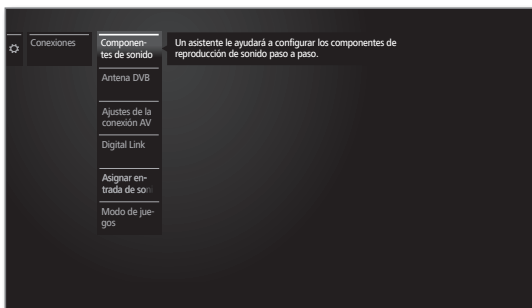 Conexiones
Componen-
tes de sonido
Un asistente le ayudará a configurar los componentes de
reproducción de sonido paso a paso.
Antena DVB
Ajustes de la
conexión AV
Digital Link
Asignar en-
trada de soni
Modo de jue-
gos